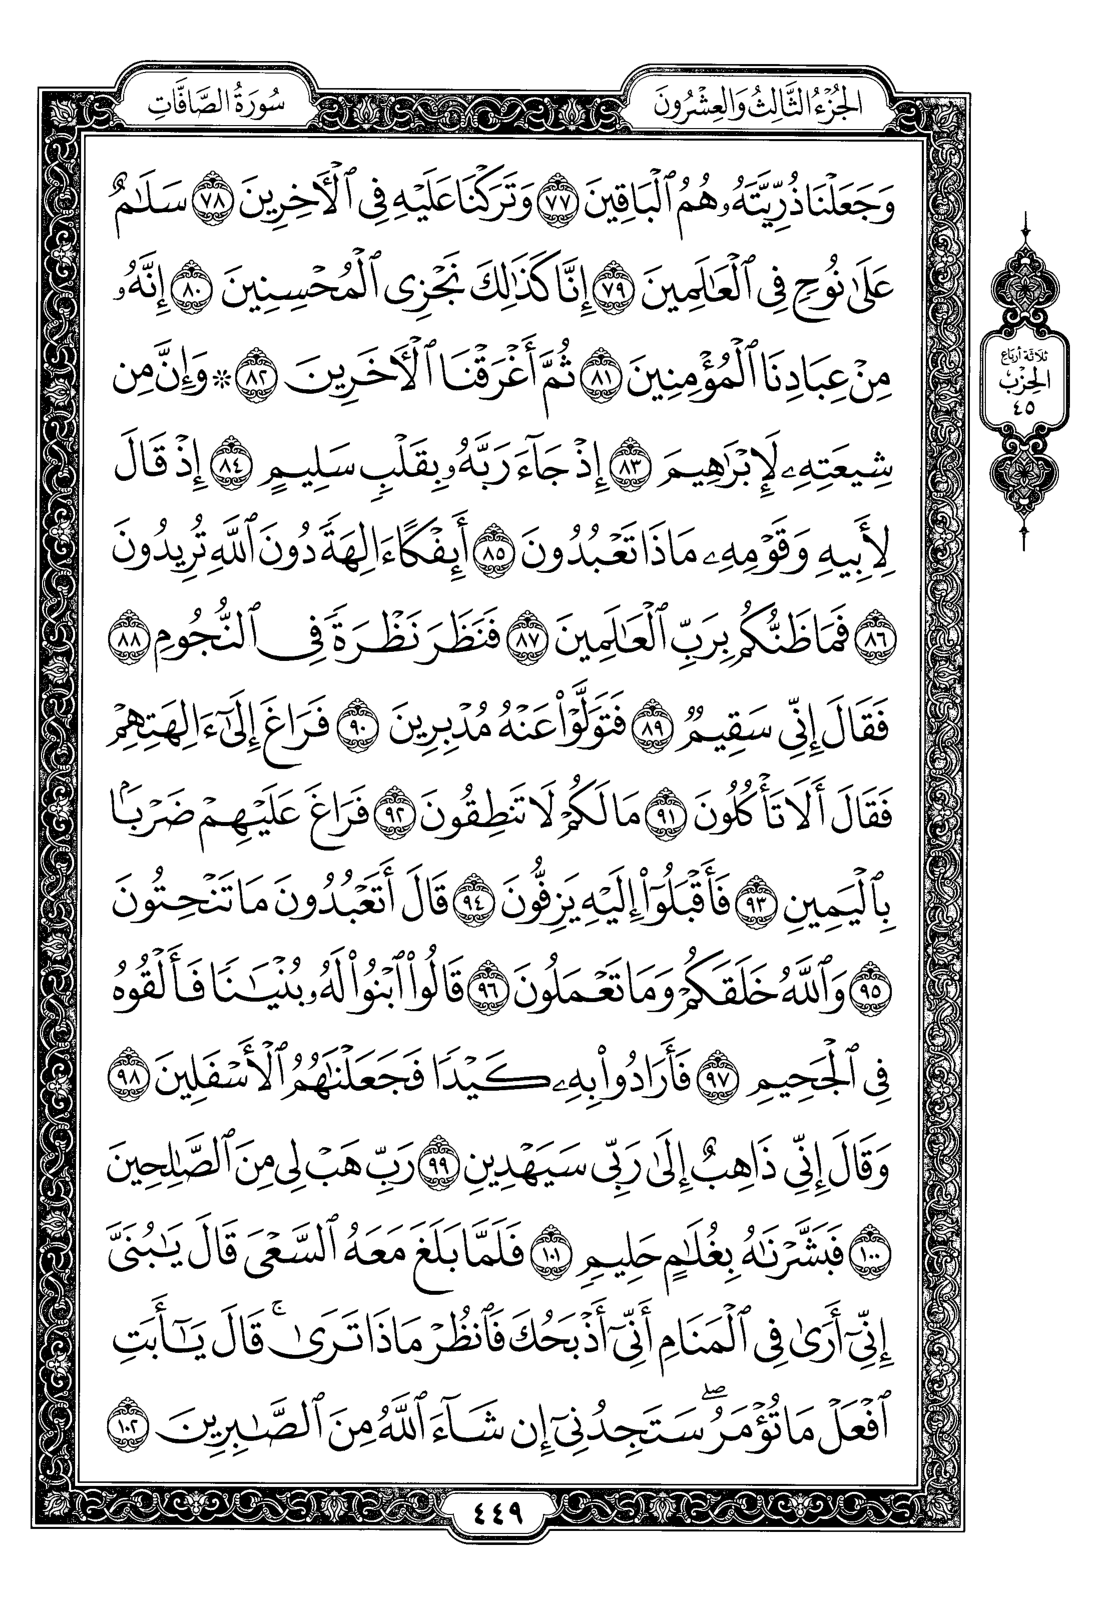 الجُزْءُ الثَّالِثُ وَالعِشْرُونَ
سُورَةُ الصَّافَّاتِ
وَجَعَلْنَا ذُرِّيَّتَهُۥ هُمُ ٱلْبَاقِينَ ٧٧ وَتَرَكْنَا عَلَيْهِ فِى ٱلْأَخِرِينَ ٧٨ سَلَٰمٌ
عَلَىٰ نُوحٍ فِى ٱلْعَٰلَمِينَ ٧٩ إِنَّا كَذَٰلِكَ نَجْزِى ٱلْمُحْسِنِينَ ٨٠ إِنَّهُۥ
مِنْ عِبَادِنَا ٱلْمُؤْمِنِينَ ٨١ ثُمَّ أَغْرَقْنَا ٱلْأَخَرِينَ ٨٢ ۞ وَإِنَّ مِن
شِيعَتِهِۦ لَإِبْرَٰهِيمَ ٨٣ إِذْ جَآءَ رَبَّهُۥ بِقَلْبٍ سَلِيمٍ ٨٤ إِذْ قَالَ
لِأَبِيهِ وَقَوْمِهِۦ مَاذَا تَعْبُدُونَ ٨٥ أَئِفْكًا ءَالِهَةً دُونَ ٱللَّهِ تُرِيدُونَ
٨٦ فَمَا ظَنُّكُم بِرَبِّ ٱلْعَٰلَمِينَ ٨٧ فَنَظَرَ نَظْرَةً فِى ٱلنُّجُومِ ٨٨
فَقَالَ إِنِّى سَقِيمٌ ٨٩ فَتَوَلَّوْا۟ عَنْهُ مُدْبِرِينَ ٩٠ فَرَاغَ إِلَىٰٓ ءَالِهَتِهِمْ
فَقَالَ أَلَا تَأْكُلُونَ ٩١ مَا لَكُمْ لَا تَنطِقُونَ ٩٢ فَرَاغَ عَلَيْهِمْ ضَرْبًۢا
بِٱلْيَمِينِ ٩٣ فَأَقْبَلُوٓا۟ إِلَيْهِ يَزِفُّونَ ٩٤ قَالَ أَتَعْبُدُونَ مَا تَنْحِتُونَ
٩٥ وَٱللَّهُ خَلَقَكُمْ وَمَا تَعْمَلُونَ ٩٦ قَالُوا۟ ٱبْنُوا۟ لَهُۥ بُنْيَٰنًا فَأَلْقُوهُ
فِى ٱلْجَحِيمِ ٩٧ فَأَرَادُوا۟ بِهِۦ كَيْدًا فَجَعَلْنَٰهُمُ ٱلْأَسْفَلِينَ ٩٨
وَقَالَ إِنِّى ذَاهِبٌ إِلَىٰ رَبِّى سَيَهْدِينِ ٩٩ رَبِّ هَبْ لِى مِنَ ٱلصَّٰلِحِينَ
١٠٠ فَبَشَّرْنَٰهُ بِغُلَٰمٍ حَلِيمٍ ١٠١ فَلَمَّا بَلَغَ مَعَهُ ٱلسَّعْىَ قَالَ يَٰبُنَىَّ
إِنِّىٓ أَرَىٰ فِى ٱلْمَنَامِ أَنِّىٓ أَذْبَحُكَ فَٱنظُرْ مَاذَا تَرَىٰ ۚ قَالَ يَٰٓأَبَتِ
ٱفْعَلْ مَا تُؤْمَرُ ۖ سَتَجِدُنِىٓ إِن شَآءَ ٱللَّهُ مِنَ ٱلصَّٰبِرِينَ ١٠٢
ثلاثة أرباع
الحِزْب
٤٥
٤٤٩